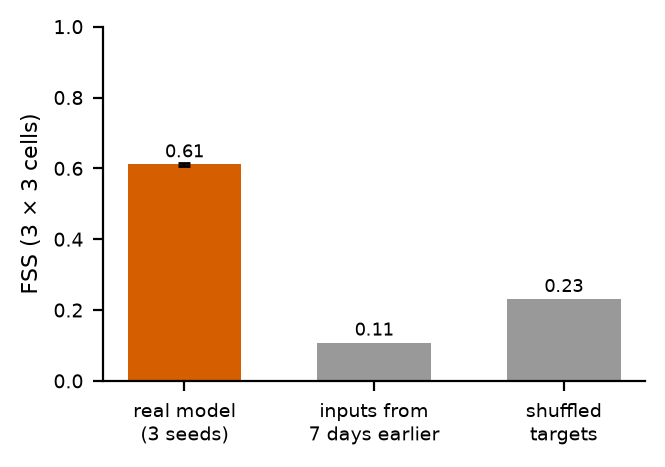 1.0
0.8
0.6
0.4
0.2
0.0
FSS (3 × 3 cells)
0.61
0.11
0.23
real model
(3 seeds)
inputs from
7 days earlier
shuffled
targets